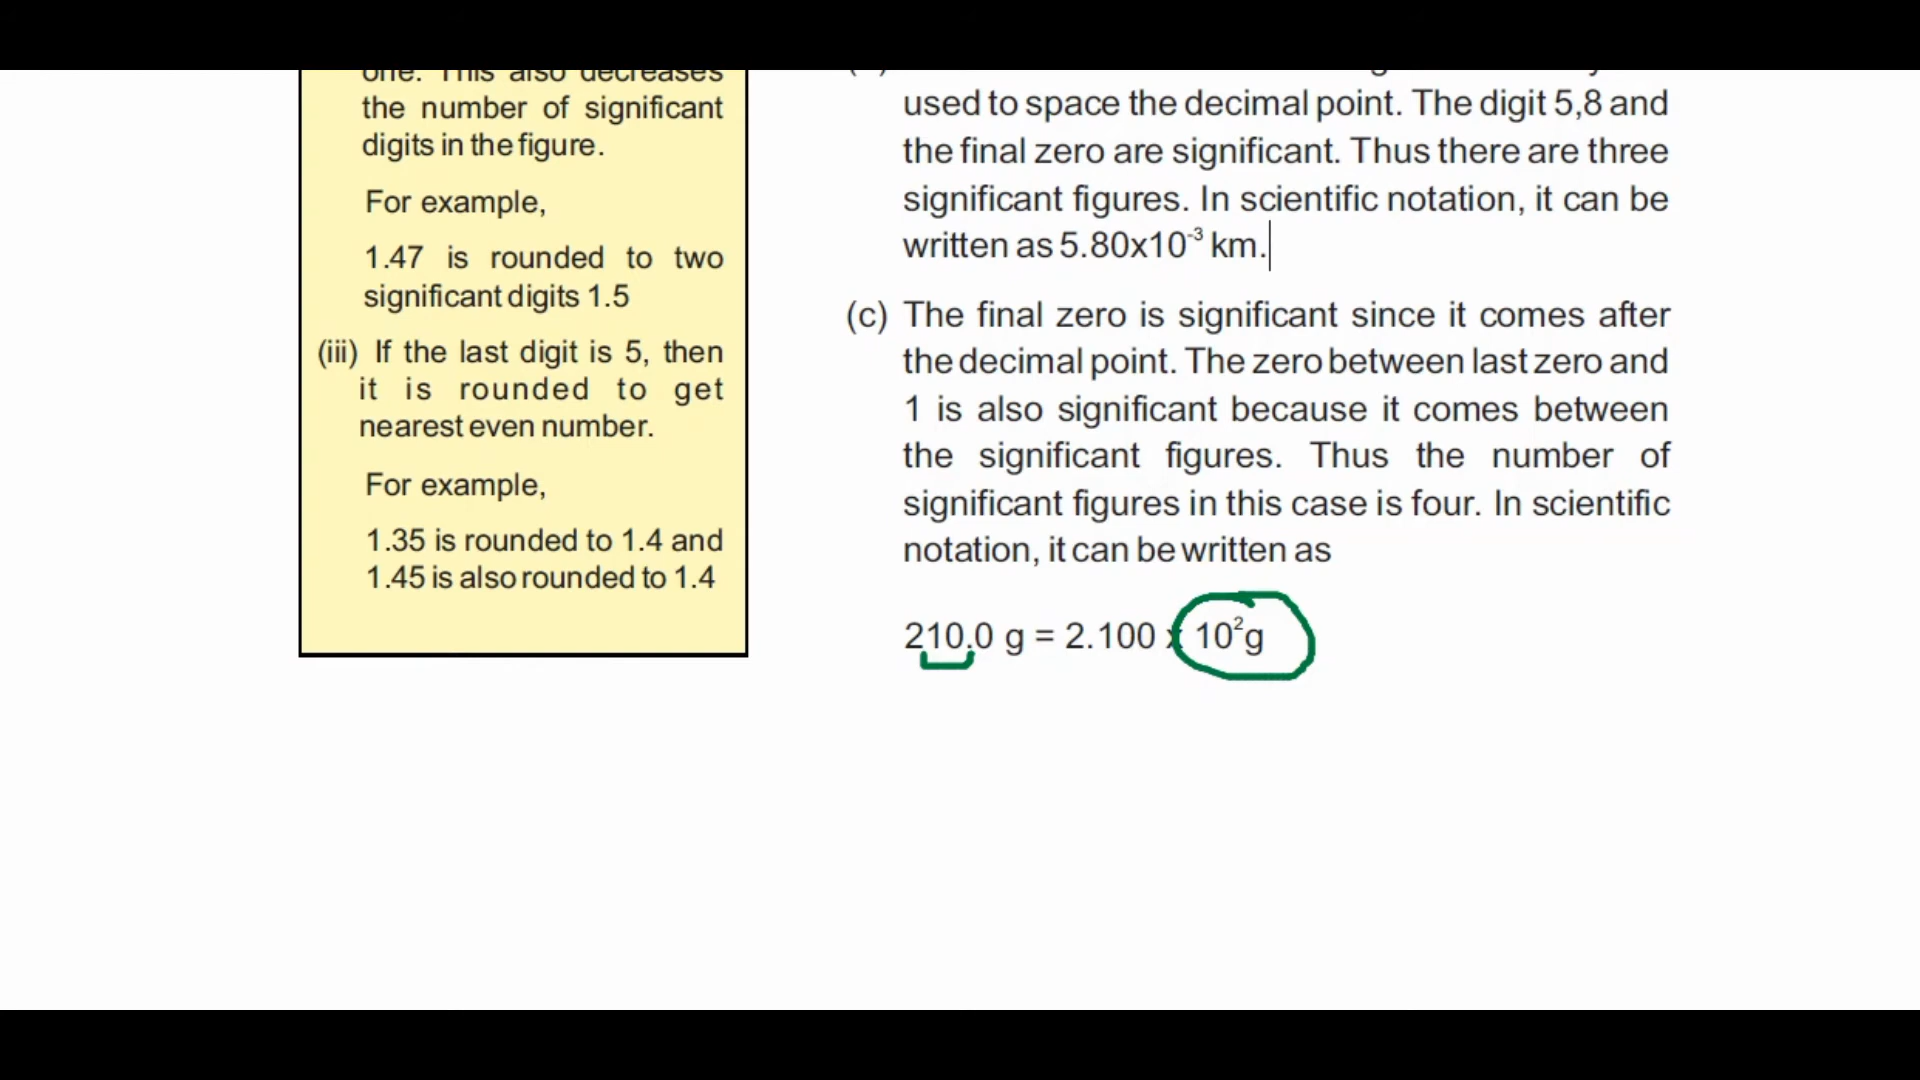 one. This also decreases
the number of significant
digits in the figure.
For example,
1.47 is rounded to two
significant digits 1.5
(iii) If the last digit is 5, then
it is rounded to get
nearest even number.
For example,
1.35 is rounded to 1.4 and
1.45 is also rounded to 1.4
used to space the decimal point. The digit 5,8 and
the final zero are significant. Thus there are three
significant figures. In scientific notation, it can be
written as 5.80x10⁻³ km.
(c) The final zero is significant since it comes after
the decimal point. The zero between last zero and
1 is also significant because it comes between
the significant figures. Thus the number of
significant figures in this case is four. In scientific
notation, it can be written as
210.0 g = 2.100 x 10²g